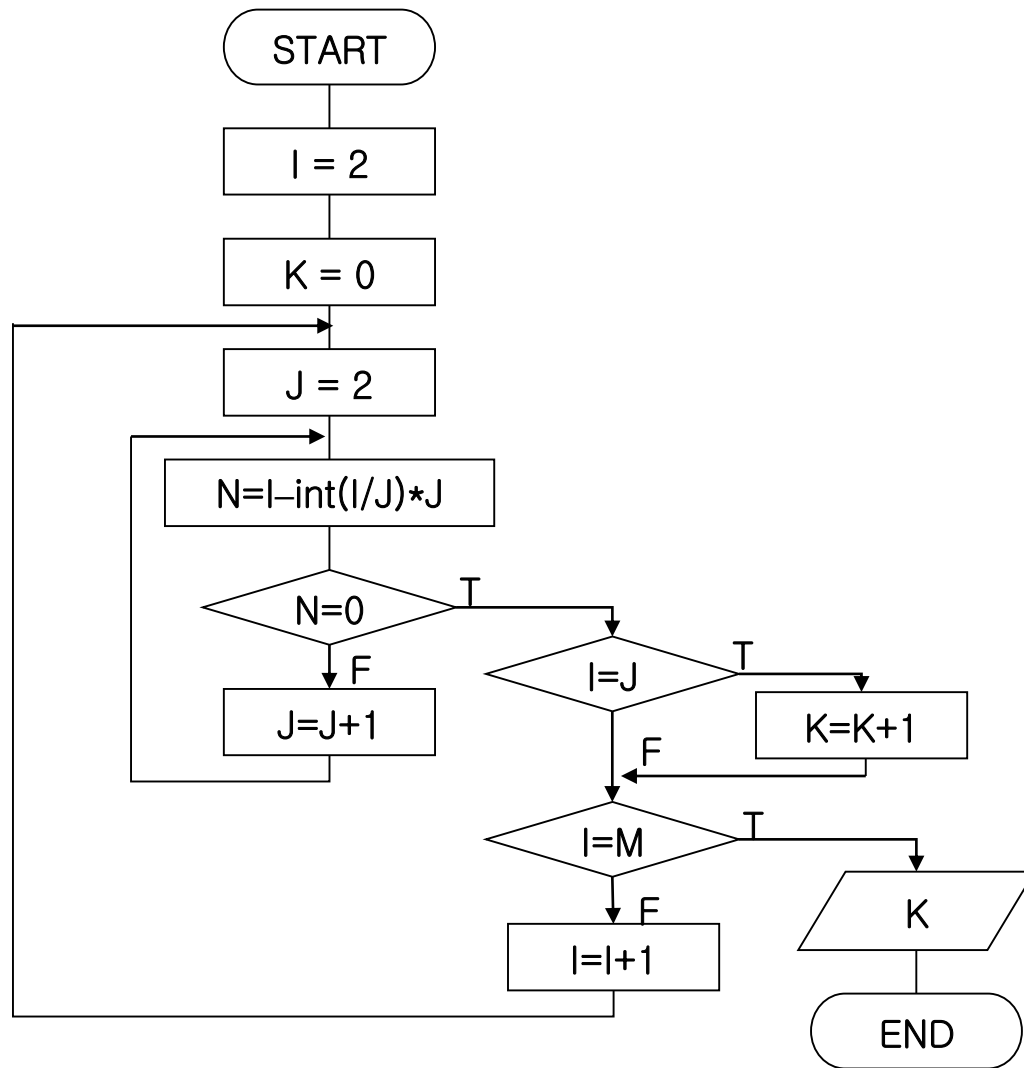 START
I = 2
K = 0
J = 2
N=I-int(I/J)*J
N=0
T
F
J=J+1
I=J
T
K=K+1
F
I=M
T
F
I=I+1
K
END